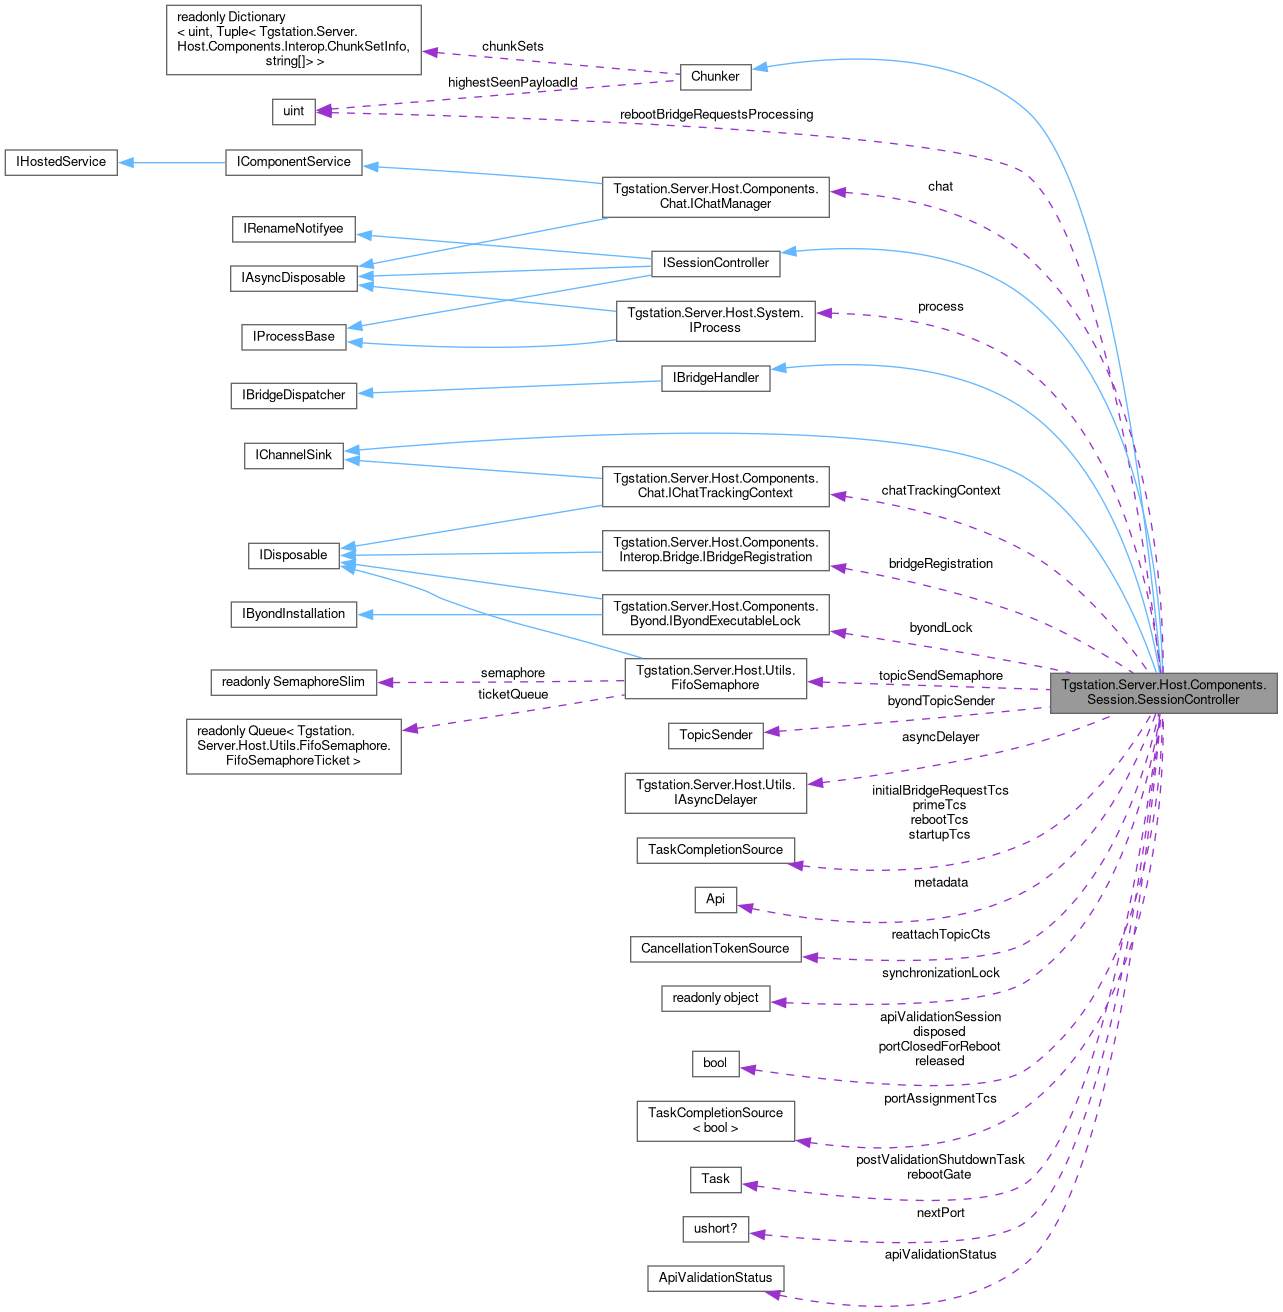 readonly Dictionary
< uint, Tuple< Tgstation.Server.
Host.Components.Interop.ChunkSetInfo,
string[]> >
chunkSets
Chunker
highestSeenPayloadId
uint
rebootBridgeRequestsProcessing
IHostedService
IComponentService
Tgstation.Server.Host.Components.
Chat.IChatManager
chat
IRenameNotifyee
IAsyncDisposable
ISessionController
IProcessBase
Tgstation.Server.Host.System.
IProcess
process
IBridgeDispatcher
IBridgeHandler
IChannelSink
Tgstation.Server.Host.Components.
Chat.IChatTrackingContext
chatTrackingContext
IDisposable
Tgstation.Server.Host.Components.
Interop.Bridge.IBridgeRegistration
bridgeRegistration
IByondInstallation
Tgstation.Server.Host.Components.
Byond.IByondExecutableLock
byondLock
readonly SemaphoreSlim
semaphore
ticketQueue
Tgstation.Server.Host.Utils.
FifoSemaphore
topicSendSemaphore
Tgstation.Server.Host.Components.
Session.SessionController
readonly Queue< Tgstation.
Server.Host.Utils.FifoSemaphore.
FifoSemaphoreTicket >
TopicSender
byondTopicSender
Tgstation.Server.Host.Utils.
IAsyncDelayer
asyncDelayer
initialBridgeRequestTcs
primeTcs
rebootTcs
startupTcs
TaskCompletionSource
metadata
Api
reattachTopicCts
CancellationTokenSource
synchronizationLock
readonly object
apiValidationSession
disposed
portClosedForReboot
released
bool
portAssignmentTcs
TaskCompletionSource
< bool >
postValidationShutdownTask
rebootGate
Task
nextPort
ushort?
apiValidationStatus
ApiValidationStatus